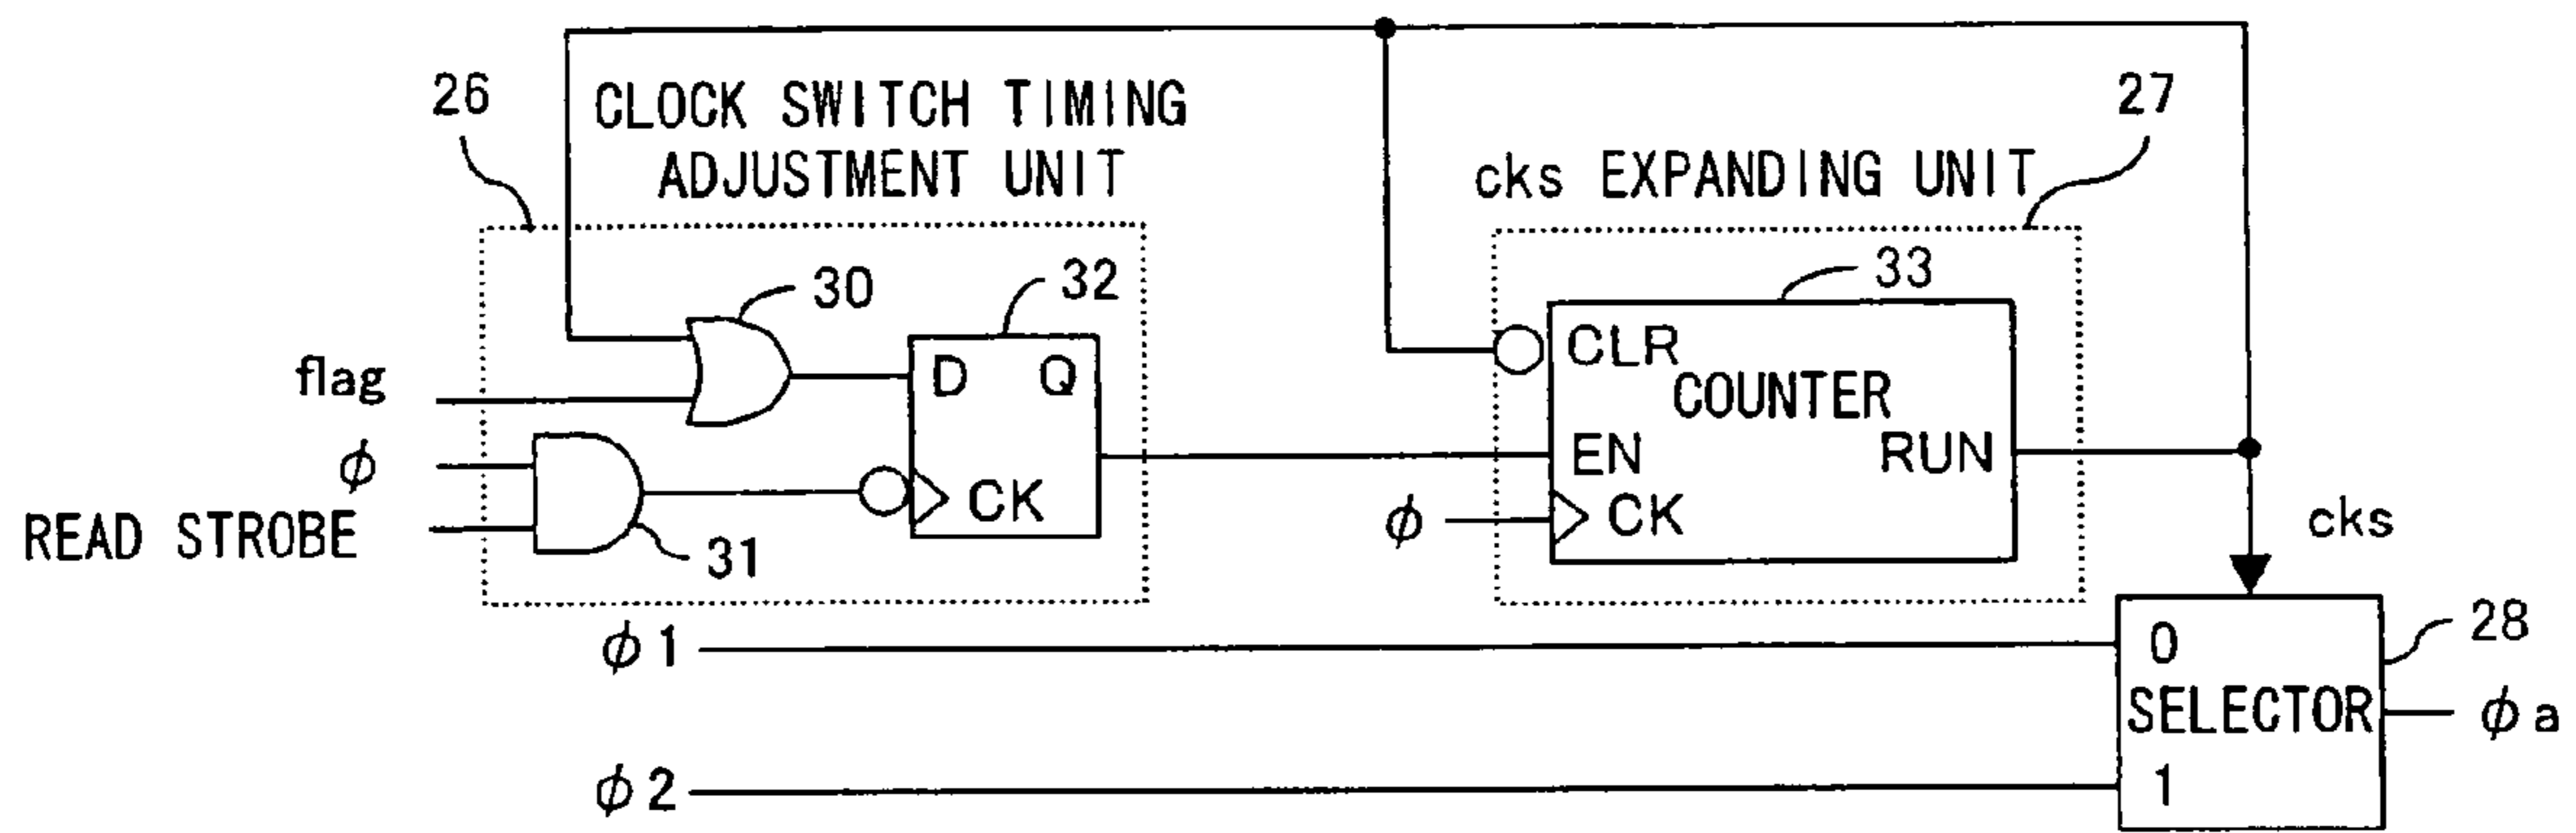 26
CLOCK SWITCH TIMING
ADJUSTMENT UNIT
27
cks EXPANDING UNIT
30
32
33
flag
D Q
CLR
COUNTER
ϕ
EN
RUN
READ STROBE
CK
31
ϕ
CK
cks
ϕ1
0
28
SELECTOR
ϕa
ϕ2
1